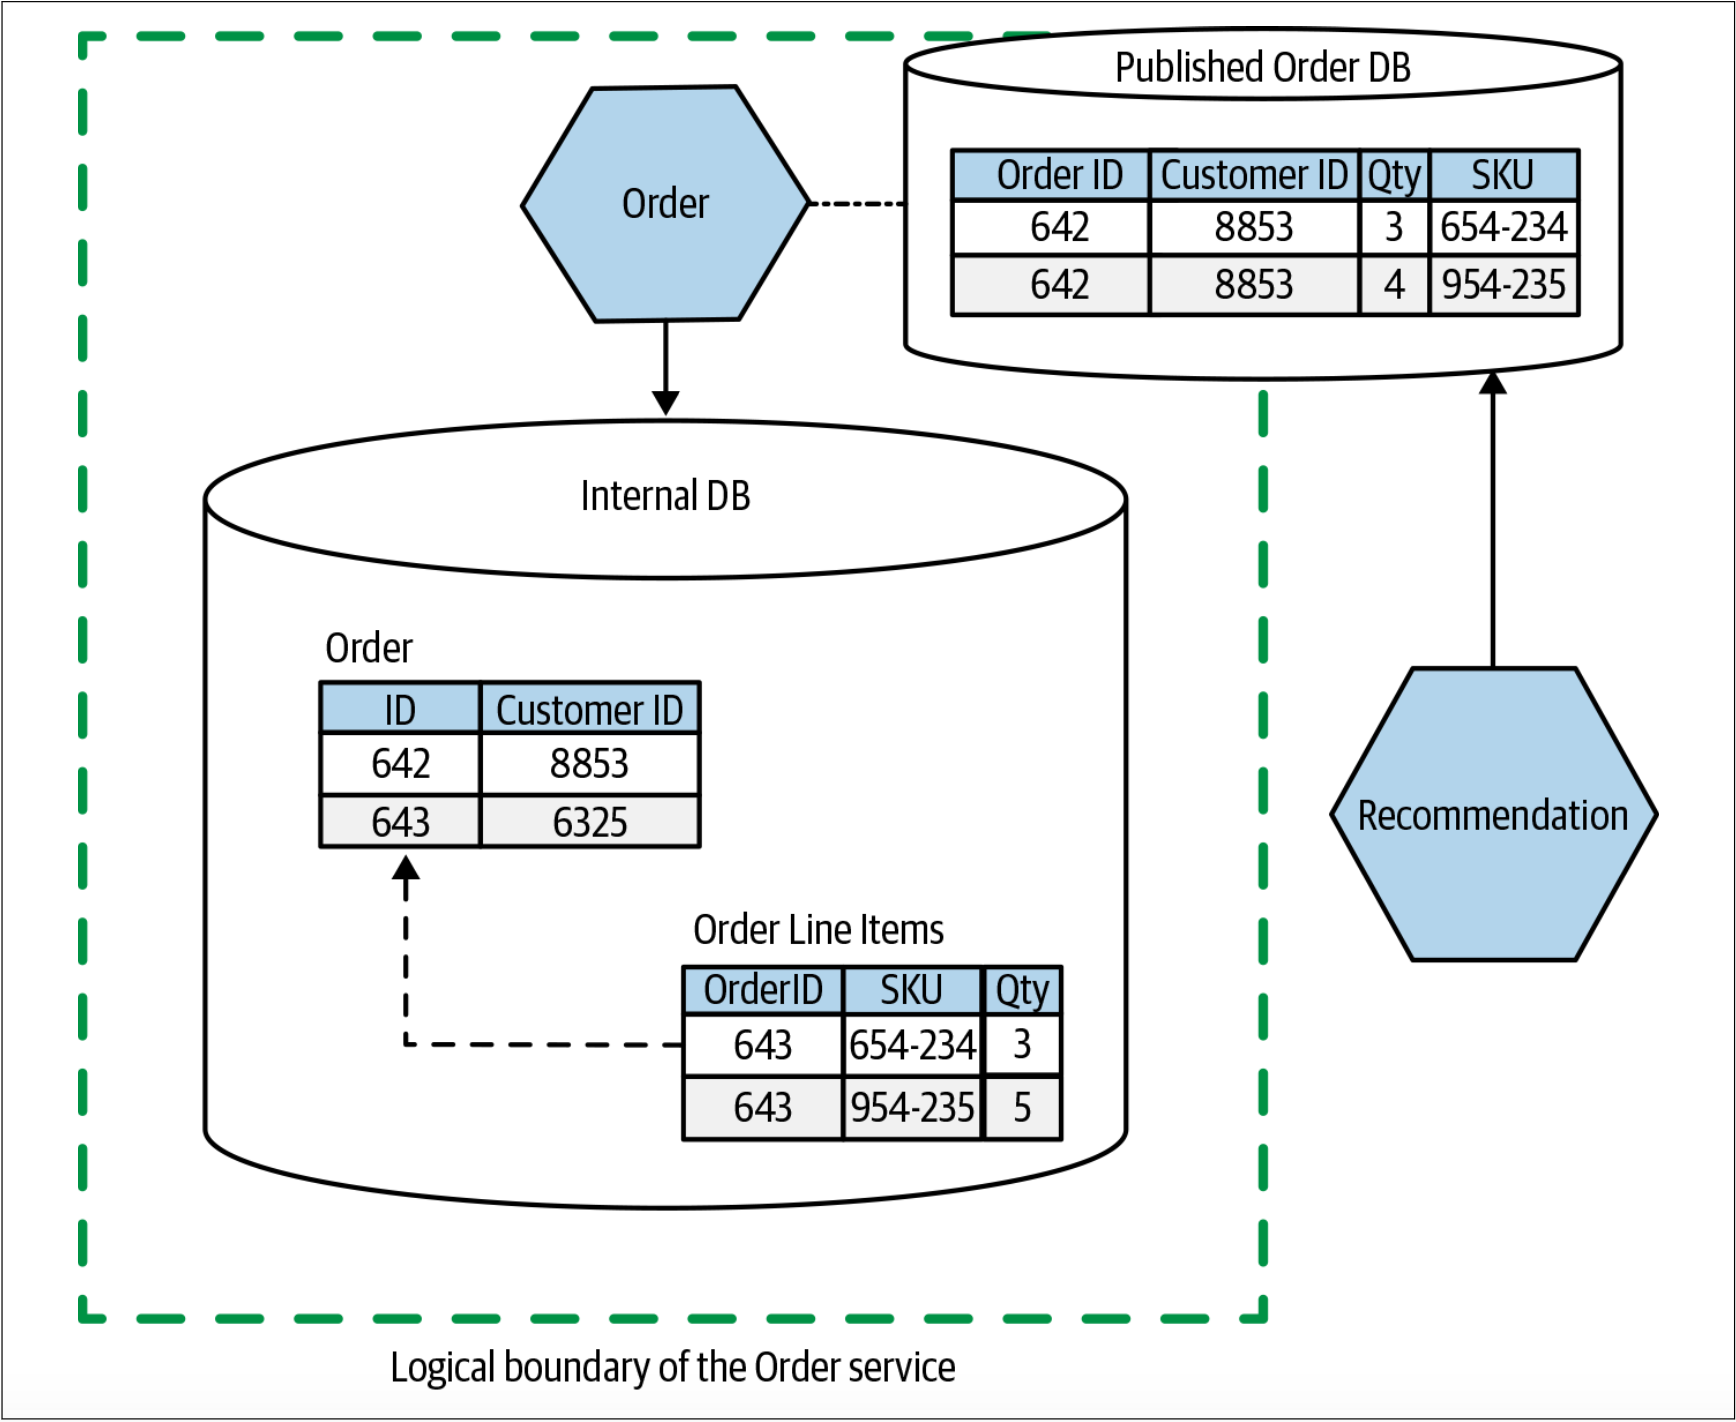 Published Order DB
Order ID Customer ID Qty SKU
642 8853 3 654-234
642 8853 4 954-235
Order
Internal DB
Order
ID Customer ID
642 8853
643 6325
Order Line Items
OrderID SKU Qty
643 654-234 3
643 954-235 5
Recommendation
Logical boundary of the Order service